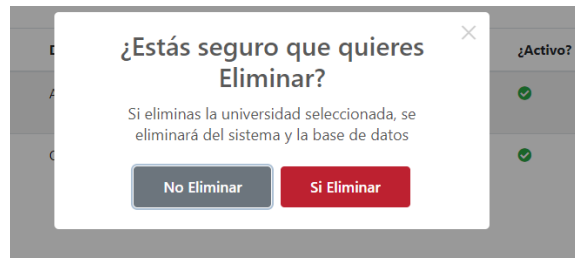 ¿Estás seguro que quieres
Eliminar?
¿Activo?
Si eliminas la universidad seleccionada, se
eliminará del sistema y la base de datos
No Eliminar
Si Eliminar